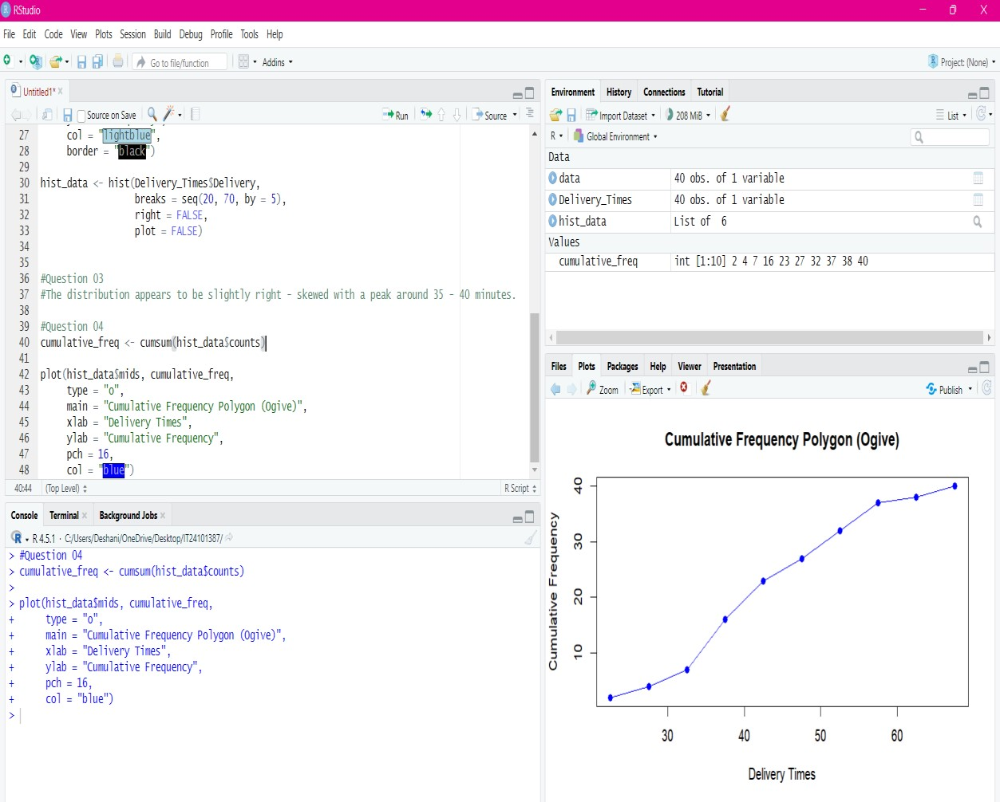 RStudio
File Edit Code View Plots Session Build Debug Profile Tools Help
Go to file/function Addins Project: (None)
Untitled1*
Source on Save Run Source
27 col = "lightblue",
28 border = "black")
29
30 hist_data <- hist(Delivery_Times$Delivery,
31 breaks = seq(20, 70, by = 5),
32 right = FALSE,
33 plot = FALSE)
34
35
36 #Question 03
37 #The distribution appears to be slightly right - skewed with a peak around 35 - 40 minutes.
38
39 #Question 04
40 cumulative_freq <- cumsum(hist_data$counts)
41
42 plot(hist_data$mids, cumulative_freq,
43 type = "o",
44 main = "Cumulative Frequency Polygon (Ogive)",
45 xlab = "Delivery Times",
46 ylab = "Cumulative Frequency",
47 pch = 16,
48 col = "blue")
40:44 (Top Level) R Script
Console Terminal Background Jobs
R 4.5.1 · C:/Users/Deshani/OneDrive/Desktop/IT24101387/
> #Question 04
> cumulative_freq <- cumsum(hist_data$counts)
>
> plot(hist_data$mids, cumulative_freq,
+ type = "o",
+ main = "Cumulative Frequency Polygon (Ogive)",
+ xlab = "Delivery Times",
+ ylab = "Cumulative Frequency",
+ pch = 16,
+ col = "blue")
>
Environment History Connections Tutorial
Import Dataset 208 MiB List
R Global Environment
Data
data 40 obs. of 1 variable
Delivery_Times 40 obs. of 1 variable
hist_data List of 6
Values
cumulative_freq int [1:10] 2 4 7 16 23 27 32 37 38 40
Files Plots Packages Help Viewer Presentation
Zoom Export Publish
Cumulative Frequency Polygon (Ogive)
Cumulative Frequency
40
30
20
10
30 40 50 60
Delivery Times